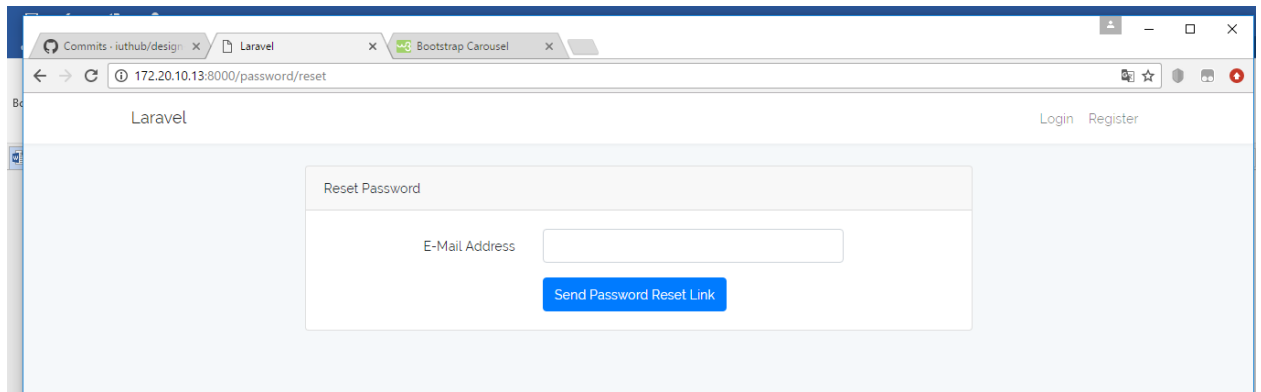 Commits · iuthub/design
Laravel
Bootstrap Carousel
172.20.10.13:8000/password/reset
Laravel
Login
Register
Reset Password
E-Mail Address
Send Password Reset Link